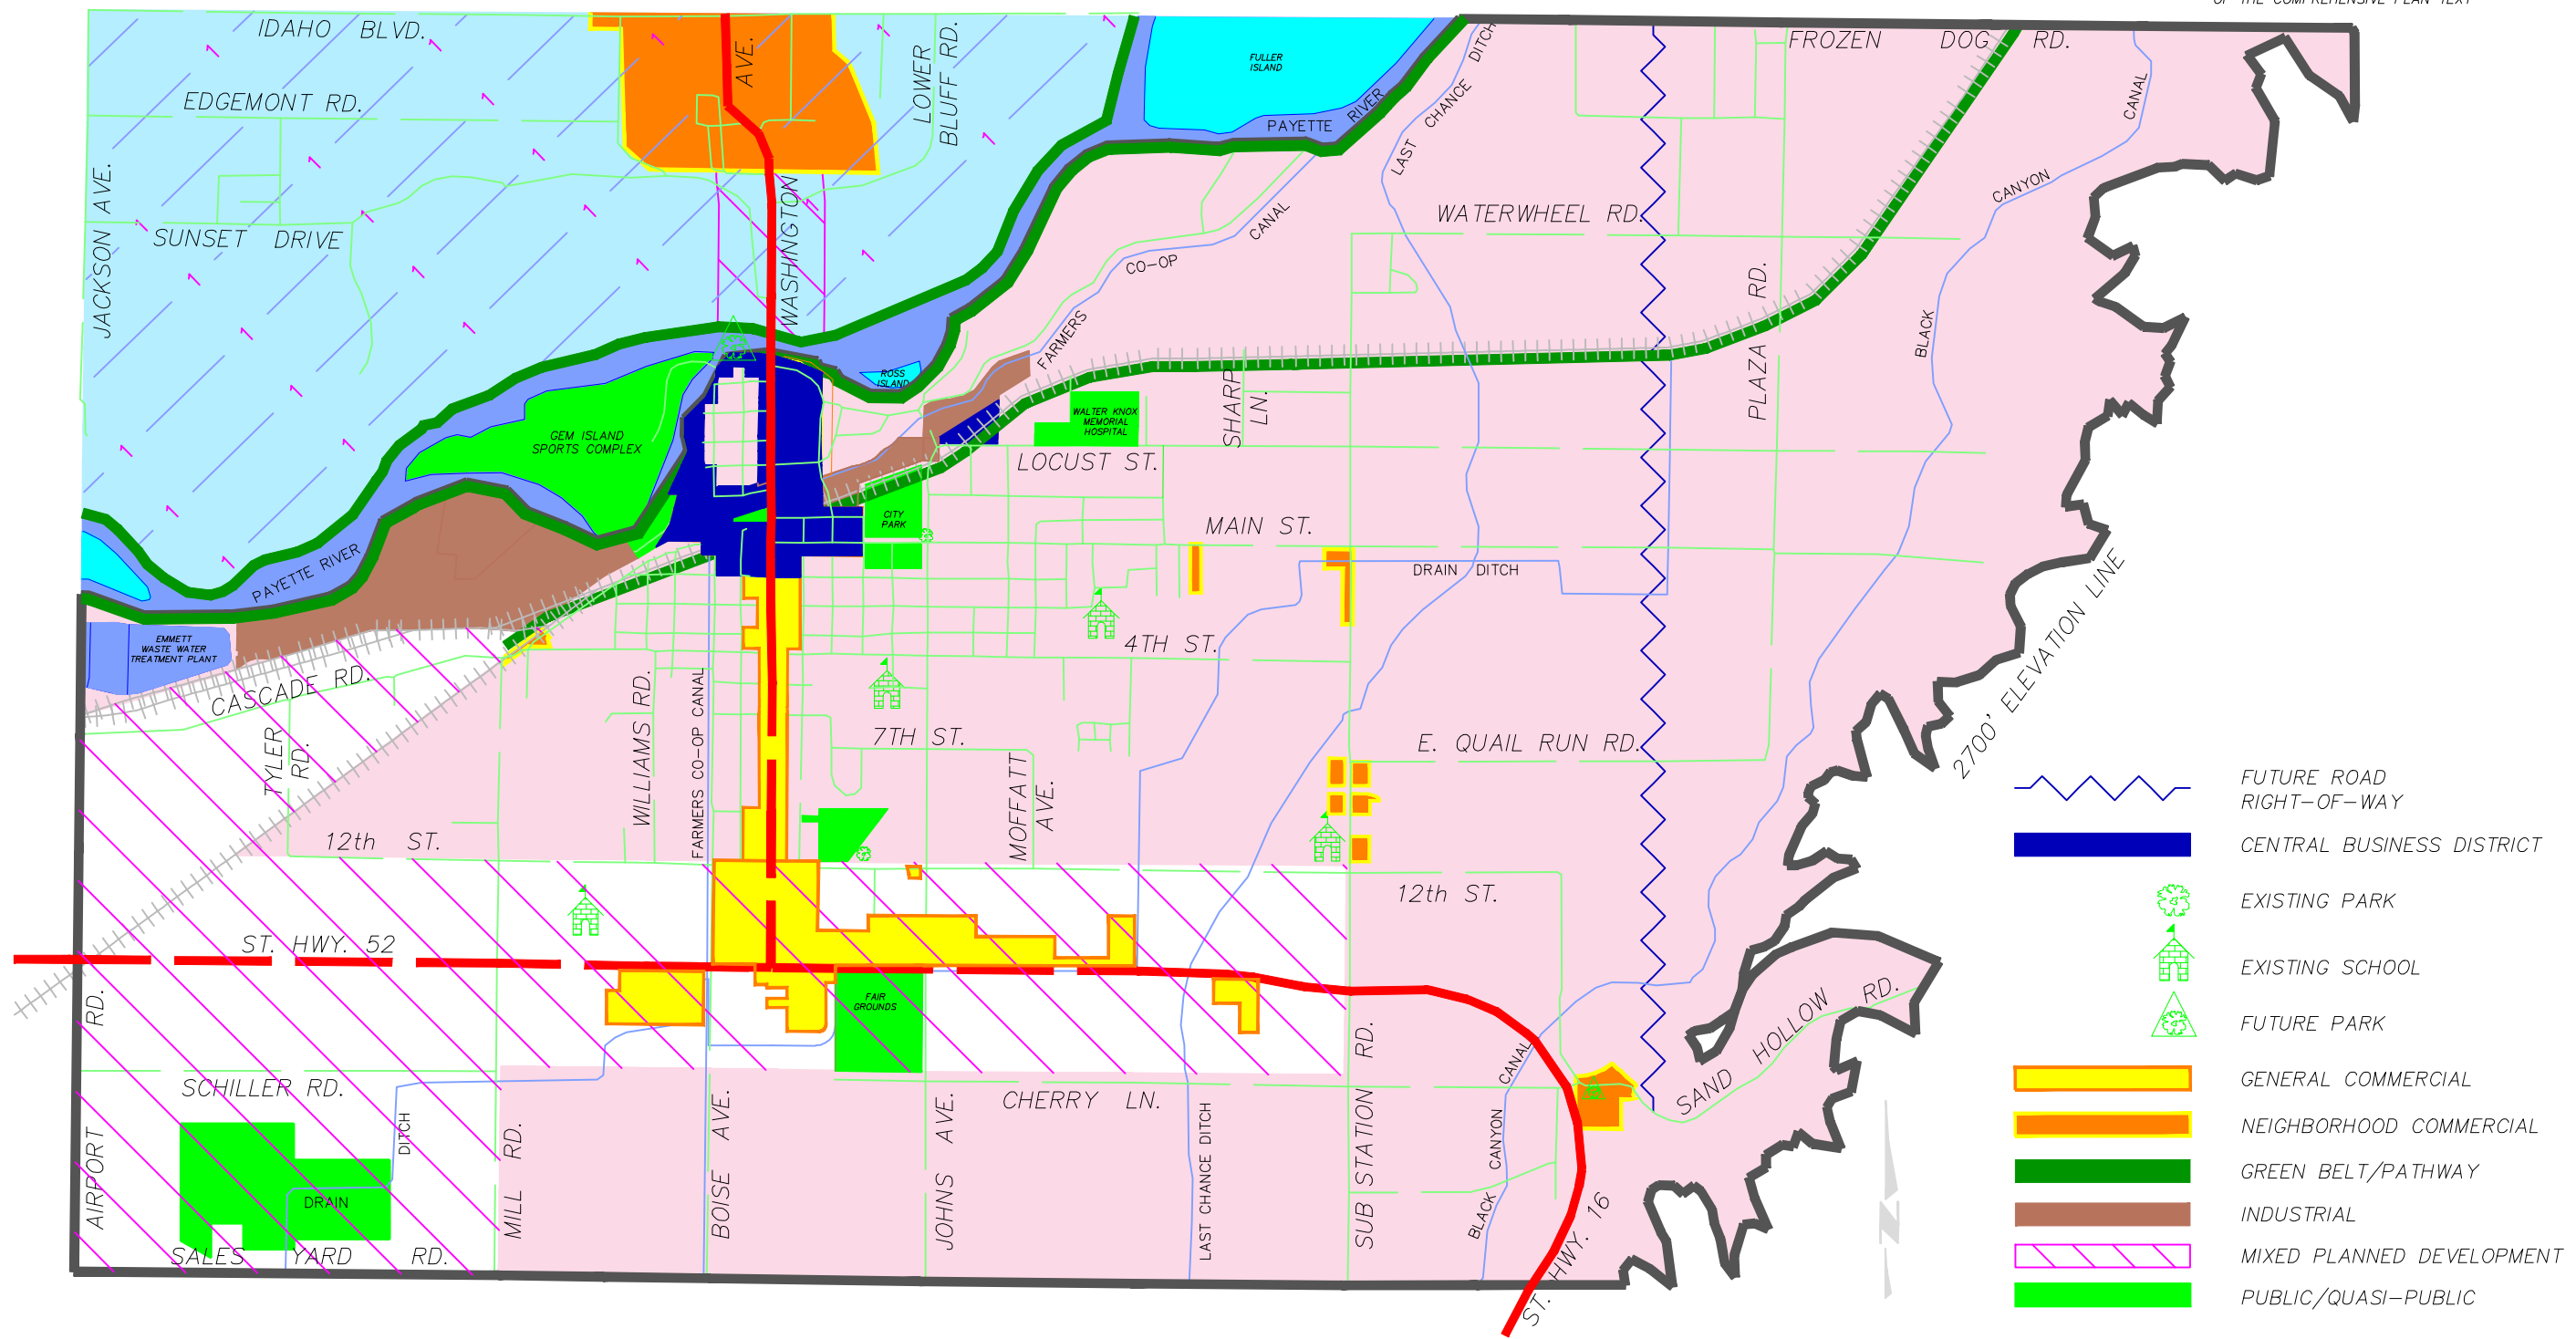 OF THE COMPREHENSIVE PLAN TEXT
IDAHO BLVD.
AVE.
LOWER
BLUFF RD.
FULLER
ISLAND
LAST CHANCE DITCH
FROZEN DOG RD.
CANAL
EDGEMONT RD.
PAYETTE RIVER
JACKSON AVE.
SUNSET DRIVE
WASHINGTON
CANAL
CO-OP
FARMERS
WATERWHEEL RD.
CANYON
BLACK
PLAZA RD.
ROSS
ISLAND
SHARP
LN.
WALTER KNOX
MEMORIAL
HOSPITAL
GEM ISLAND
SPORTS COMPLEX
LOCUST ST.
CITY
PARK
MAIN ST.
PAYETTE RIVER
DRAIN DITCH
EMMETT
WASTE WATER
TREATMENT PLANT
4TH ST.
2700' ELEVATION LINE
CASCADE RD.
WILLIAMS RD.
FARMERS CO-OP CANAL
TYLER
RD.
7TH ST.
E. QUAIL RUN RD.
MOFFATT
AVE.
12th ST.
12th ST.
ST. HWY. 52
FAIR
GROUNDS
AIRPORT RD.
SCHILLER RD.
DITCH
CHERRY LN.
CANAL
SAND HOLLOW RD.
DRAIN
MILL RD.
BOISE AVE.
JOHNS AVE.
LAST CHANCE DITCH
SUB STATION RD.
CANYON
BLACK
SALES YARD RD.
ST. HWY. 16
FUTURE ROAD
RIGHT-OF-WAY
CENTRAL BUSINESS DISTRICT
EXISTING PARK
EXISTING SCHOOL
FUTURE PARK
GENERAL COMMERCIAL
NEIGHBORHOOD COMMERCIAL
GREEN BELT/PATHWAY
INDUSTRIAL
MIXED PLANNED DEVELOPMENT
PUBLIC/QUASI-PUBLIC
N